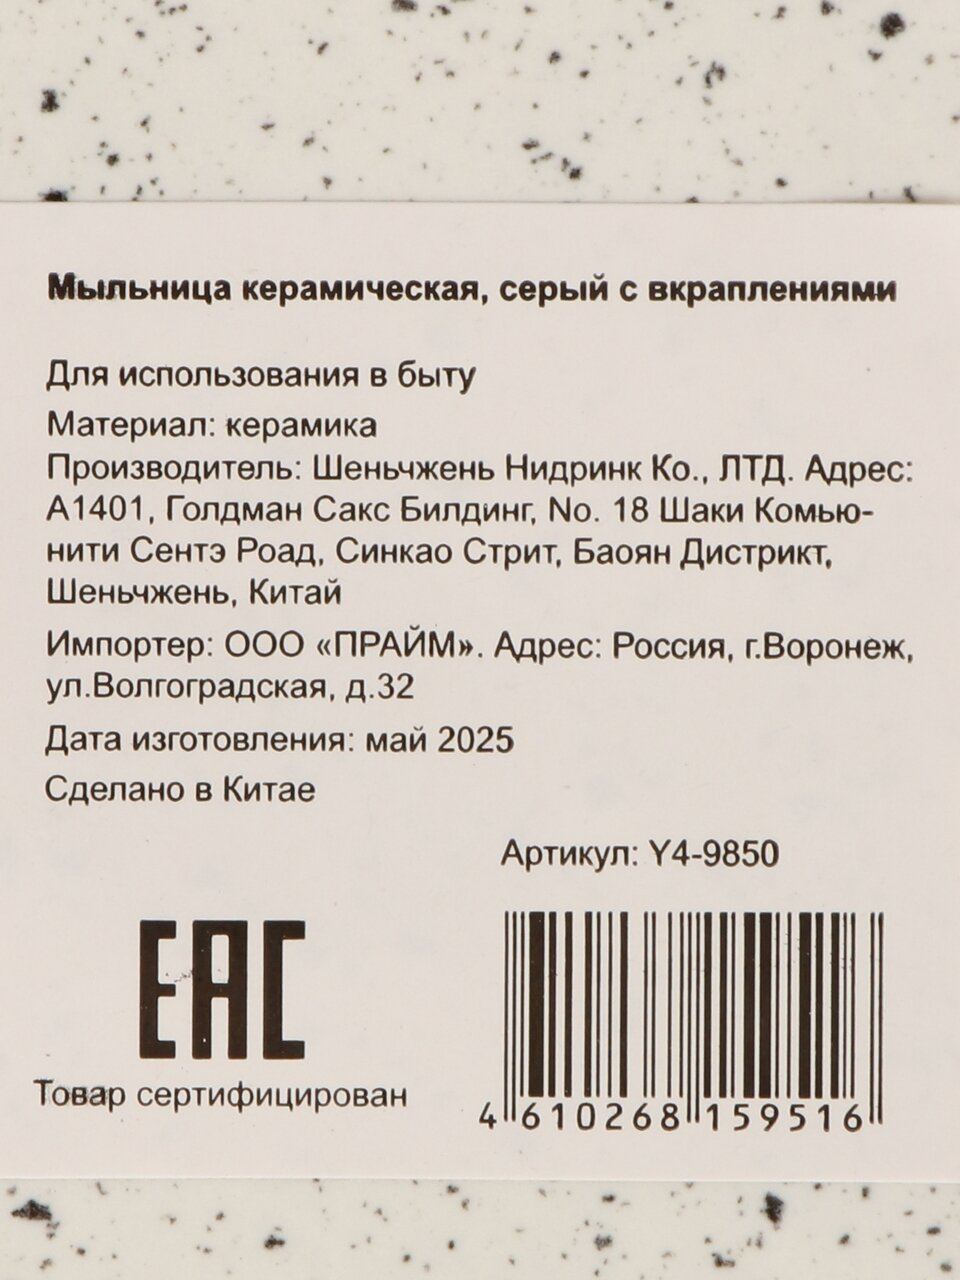 Мыльница керамическая, серый с вкраплениями
Для использования в быту
Материал: керамика
Производитель: Шеньчжень Нидринк Ко., ЛТД. Адрес:
А1401, Голдман Сакс Билдинг, No. 18 Шаки Комью-
нити Сентэ Роад, Синкао Стрит, Баоян Дистрикт,
Шеньчжень, Китай
Импортер: ООО «ПРАЙМ». Адрес: Россия, г.Воронеж,
ул.Волгоградская, д.32
Дата изготовления: май 2025
Сделано в Китае
Артикул: Y4-9850
EAC
Товар сертифицирован
4 610268 159516